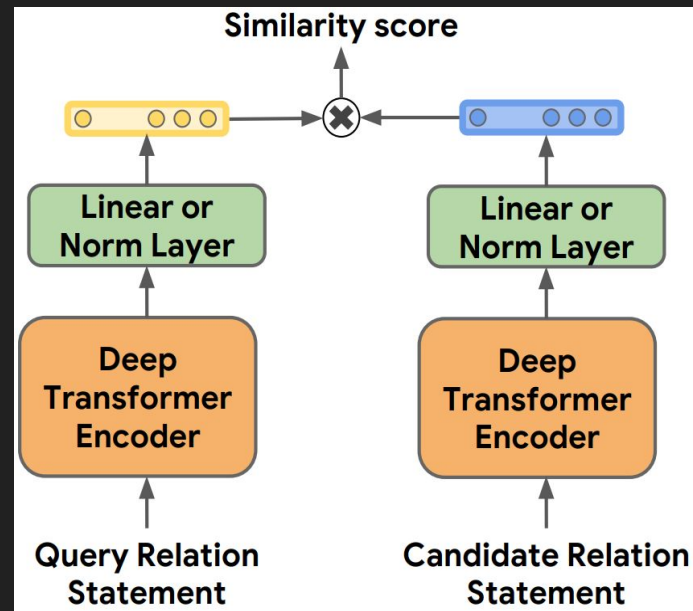 Similarity score
Linear or
Norm Layer
Linear or
Norm Layer
Deep
Transformer
Encoder
Deep
Transformer
Encoder
Query Relation
Statement
Candidate Relation
Statement